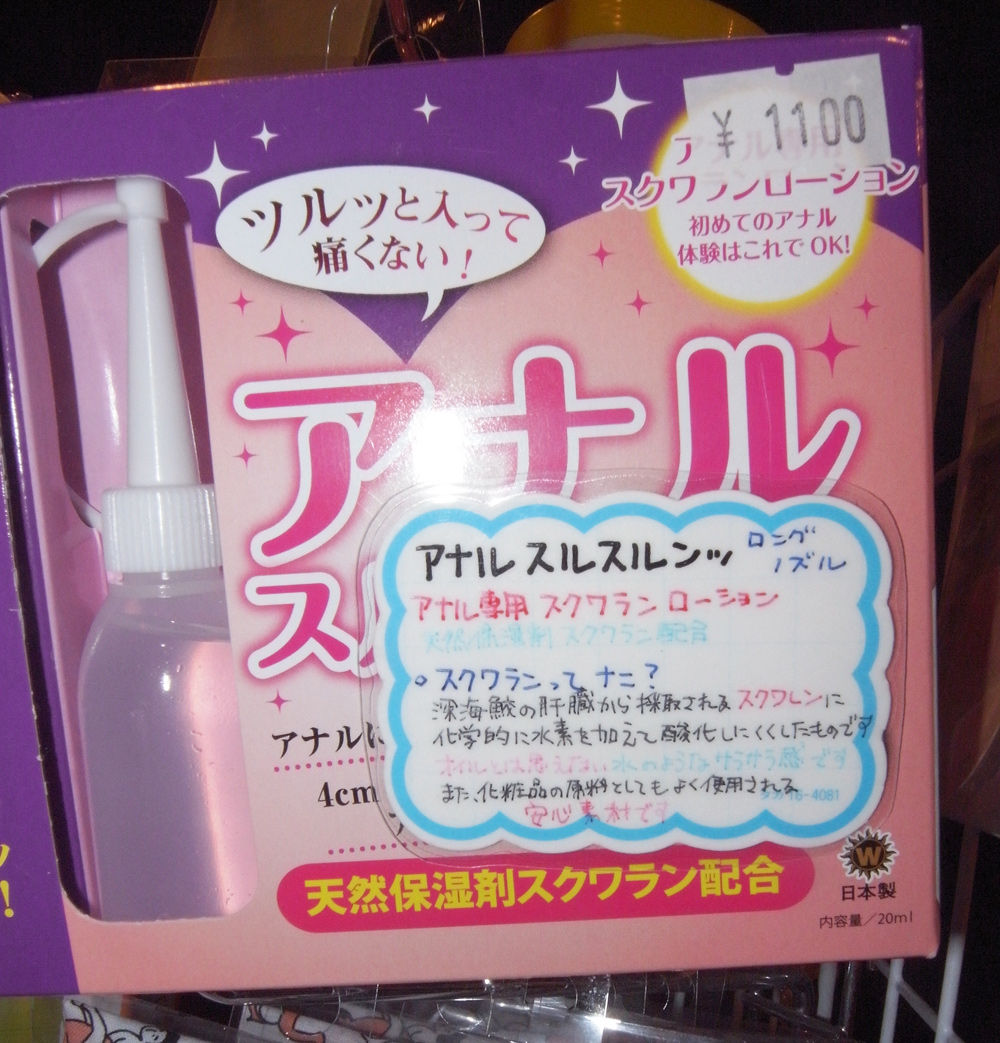 ¥ 1100
スクワランローション
初めてのアナル
体験はこれでOK!
ツルッと入って
痛くない!
アナル
ス
アナルスルスルンッ
ロング
ノズル
アナル専用 スクワラン ローション
天然保湿剤 スクワラン配合
○ スクワランって ナニ?
深海鮫の肝臓から採取される スクワレンに
化学的に水素を加えて酸化しにくくしたものです
オイルとは思えない水のようなサラサラ感です
また、化粧品の原料としてもよく使用される
安心素材です
-4081
アナルに
4cm
天然保湿剤スクワラン配合
W
日本製
内容量/20ml
!